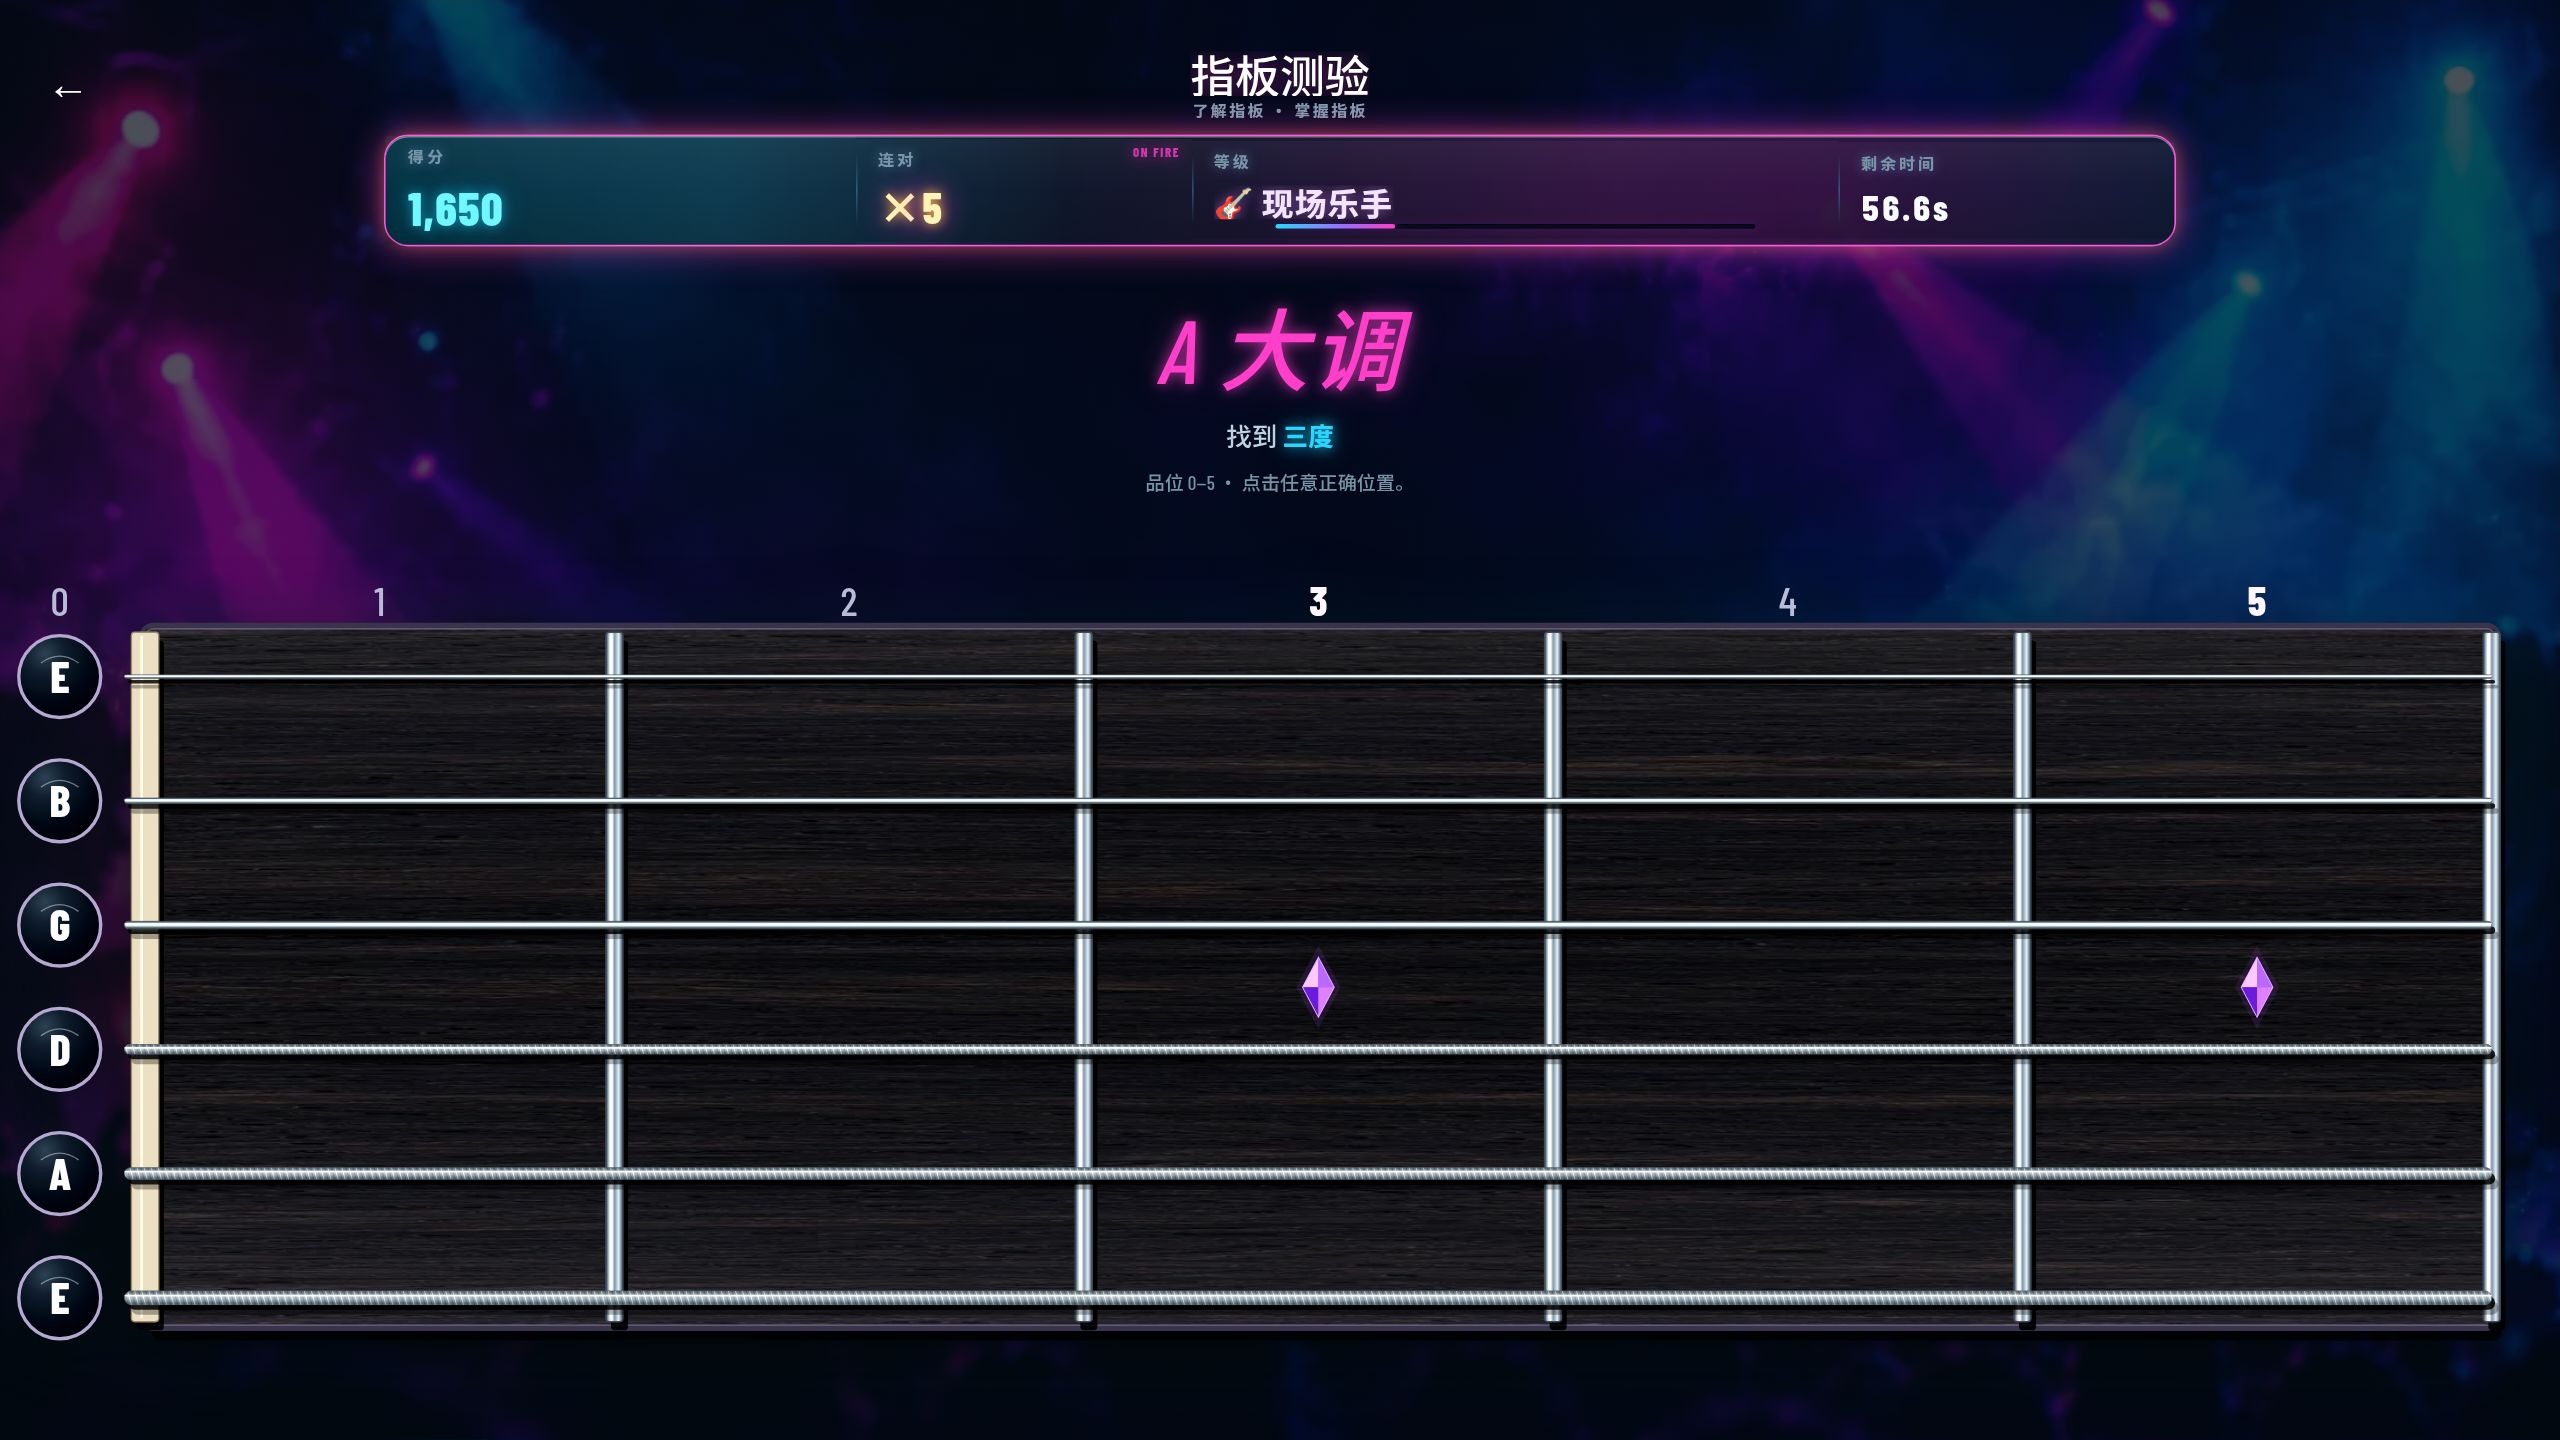 ←
指板测验
了解指板 • 掌握指板
得分
1,650
连对
×5
ON FIRE
等级
现场乐手
剩余时间
56.6s
A 大调
找到 三度
品位 0–5 • 点击任意正确位置。
0 1 2 3 4 5
E
B
G
D
A
E